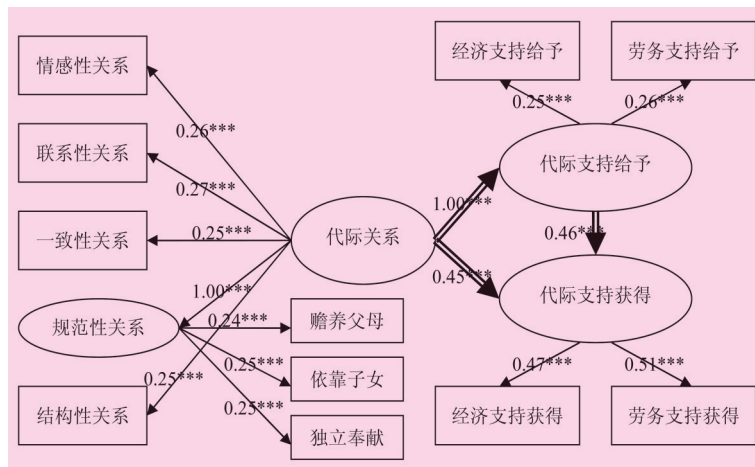 经济支持给予
劳务支持给予
情感性关系
0.25***
0.26***
0.26***
联系性关系
代际支持给予
0.27***
1.00***
一致性关系
0.25***
代际关系
0.46***
0.45***
代际支持获得
1.00***
规范性关系
0.24***
赡养父母
0.25***
依靠子女
0.47***
0.51***
0.25***
0.25***
结构性关系
独立奉献
经济支持获得
劳务支持获得